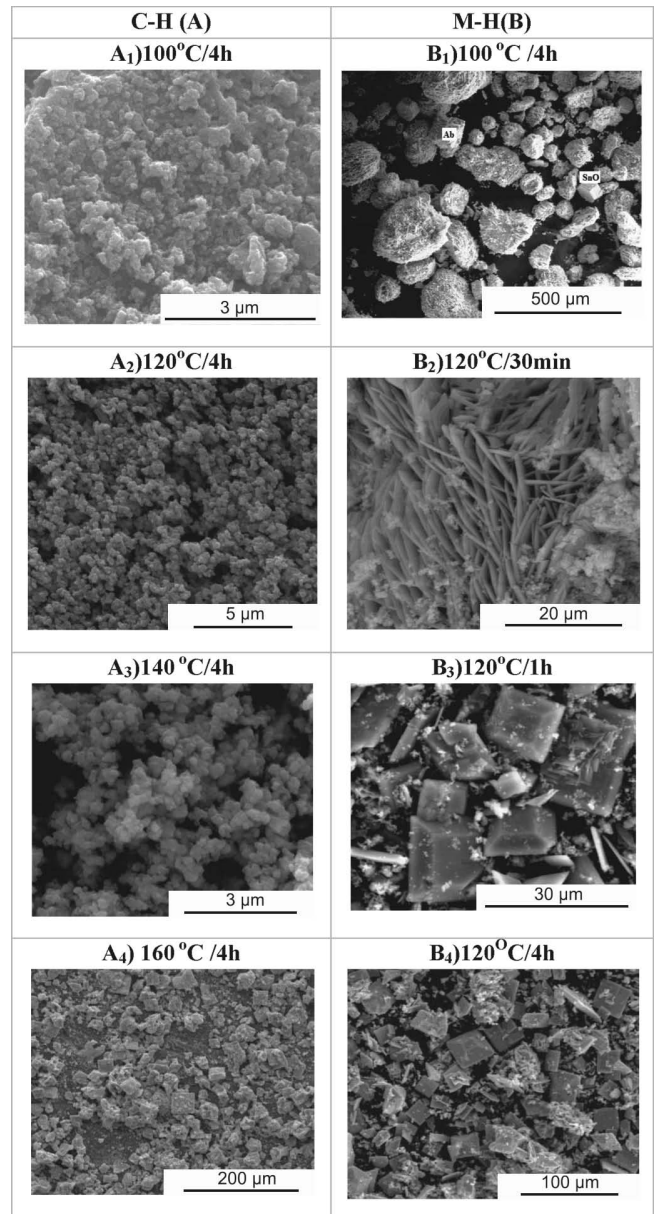 C-H (A)
M-H(B)
A₁)100°C/4h
B₁)100 °C /4h
Ab
SnO
3 µm
500 µm
A₂)120°C/4h
B₂)120°C/30min
5 µm
20 µm
A₃)140 °C/4h
B₃)120°C/1h
3 µm
30 µm
A₄) 160 °C /4h
B₄)120ᴼC/4h
200 µm
100 µm